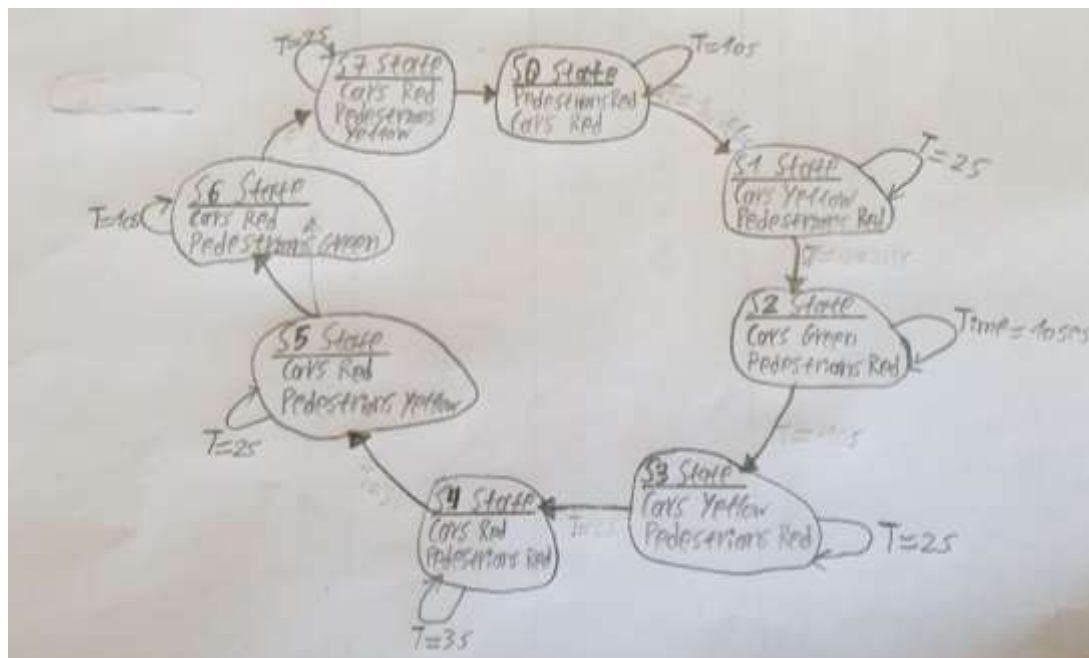 T=2s
S7 State
Cars Red
Pedestrians
Yellow
S0 State
Pedestrians Red
Cars Red
T=10s
S1 State
Cars Yellow
Pedestrians Red
T=2s
S2 State
Cars Green
Pedestrians Red
Time=10sec
S3 State
Cars Yellow
Pedestrians Red
T=2s
S4 State
Cars Red
Pedestrians Red
T=3s
S5 State
Cars Red
Pedestrians Yellow
T=2s
S6 State
Cars Red
Pedestrians Green
T=10s